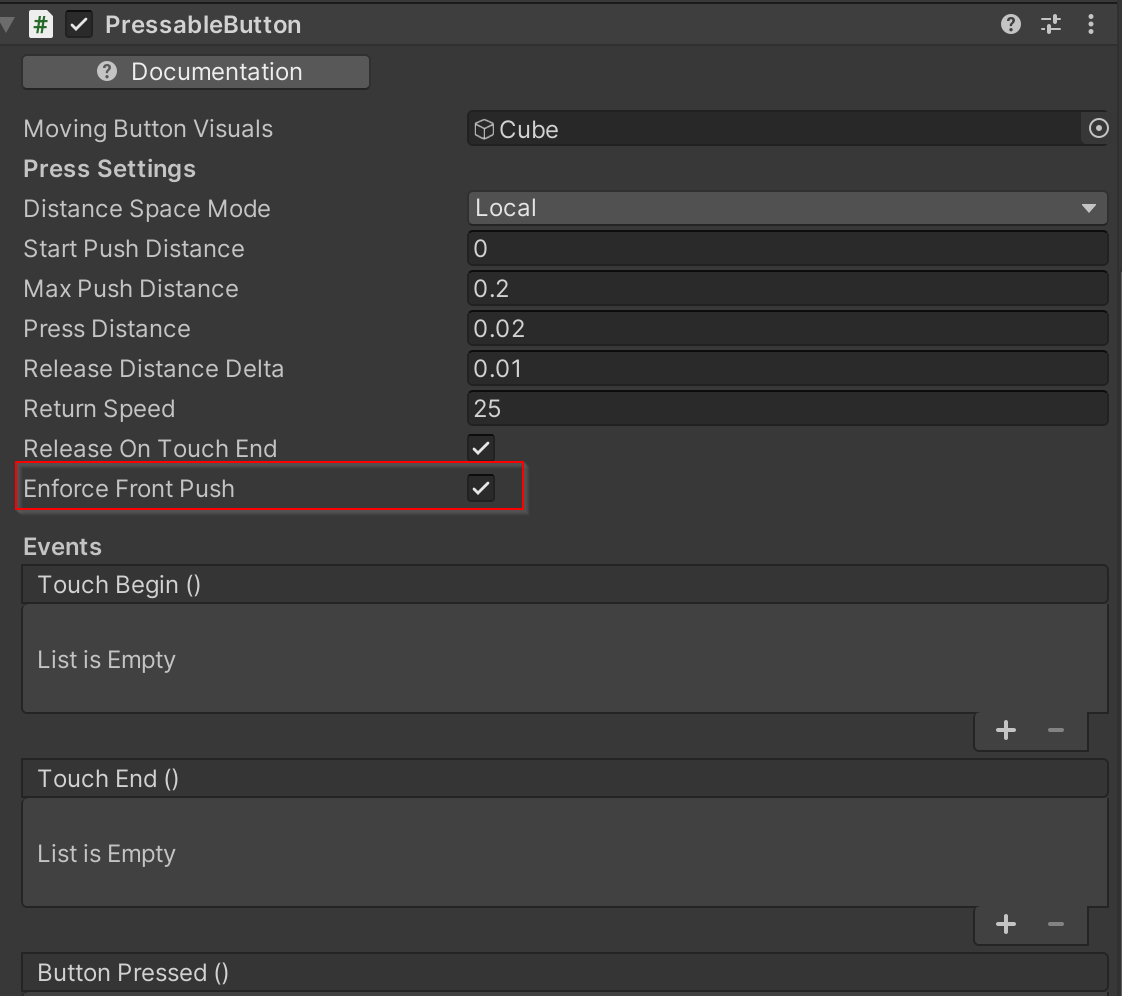 PressableButton
Documentation
Moving Button Visuals Cube
Press Settings
Distance Space Mode Local
Start Push Distance 0
Max Push Distance 0.2
Press Distance 0.02
Release Distance Delta 0.01
Return Speed 25
Release On Touch End
Enforce Front Push
Events
Touch Begin ()
List is Empty
Touch End ()
List is Empty
Button Pressed ()